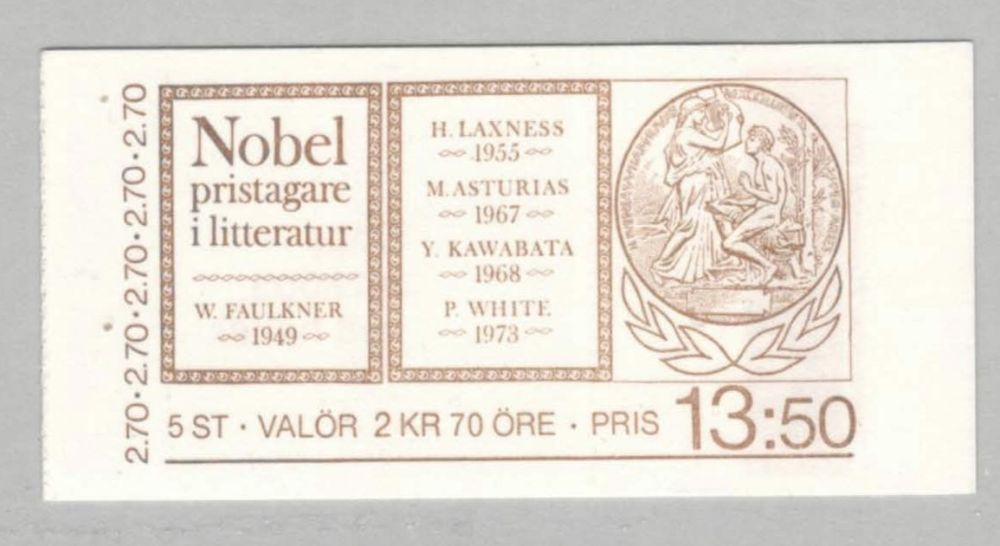 2.70·2.70·2.70·2.70·2.70
Nobel
pristagare
i litteratur
W. FAULKNER
1949
H. LAXNESS
1955
M. ASTURIAS
1967
Y. KAWABATA
1968
P. WHITE
1973
5 ST · VALÖR 2 KR 70 ÖRE · PRIS 13:50